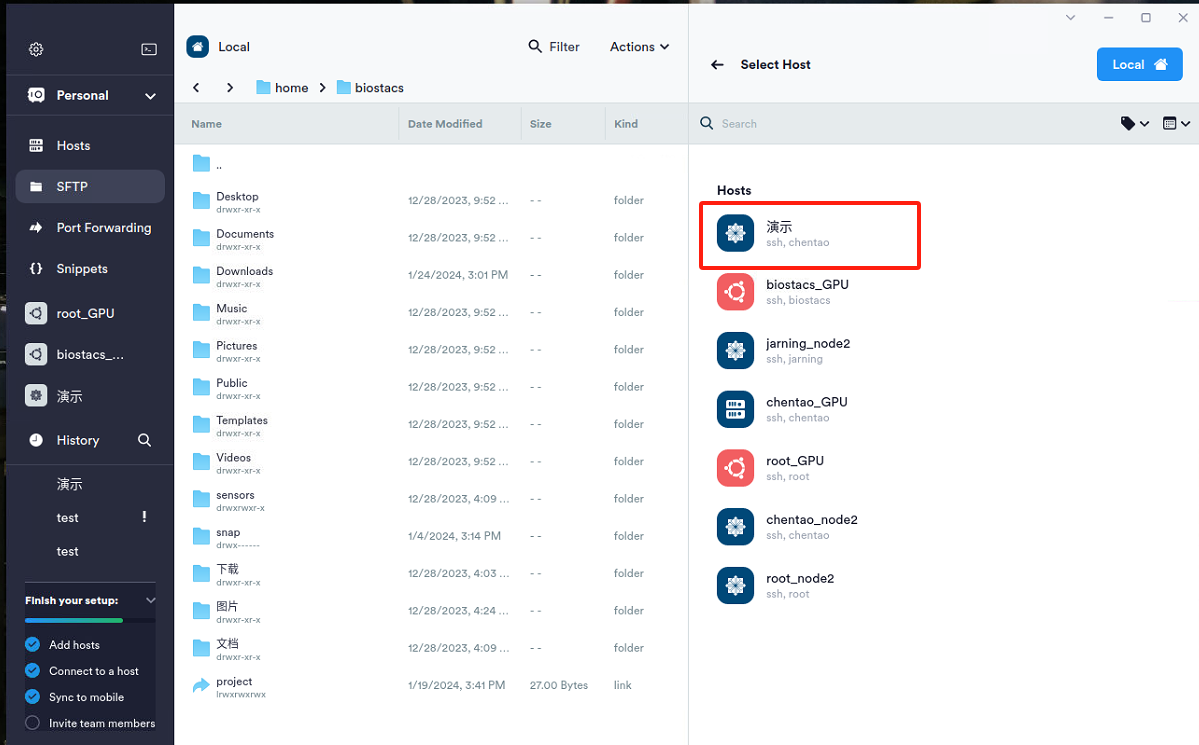 Personal
Hosts
SFTP
Port Forwarding
{} Snippets
root_GPU
biostacs_...
演示
History
演示
test !
test
Finish your setup:
Add hosts
Connect to a host
Sync to mobile
Invite team members
Local Filter Actions
home biostacs
Name Date Modified Size Kind
..
Desktop 12/28/2023, 9:52 ... - - folder
drwxr-xr-x
Documents 12/28/2023, 9:52 ... - - folder
drwxr-xr-x
Downloads 1/24/2024, 3:01 PM - - folder
drwxr-xr-x
Music 12/28/2023, 9:52 ... - - folder
drwxr-xr-x
Pictures 12/28/2023, 9:52 ... - - folder
drwxr-xr-x
Public 12/28/2023, 9:52 ... - - folder
drwxr-xr-x
Templates 12/28/2023, 9:52 ... - - folder
drwxr-xr-x
Videos 12/28/2023, 9:52 ... - - folder
drwxr-xr-x
sensors 12/28/2023, 4:09 ... - - folder
drwxrwxr-x
snap 1/4/2024, 3:14 PM - - folder
drwx------
下载 12/28/2023, 4:03 ... - - folder
drwxr-xr-x
图片 12/28/2023, 4:24 ... - - folder
drwxr-xr-x
文档 12/28/2023, 4:09 ... - - folder
drwxr-xr-x
project 1/19/2024, 3:41 PM 27.00 Bytes link
lrwxrwxrwx
Select Host Local
Search
Hosts
演示
ssh, chentao
biostacs_GPU
ssh, biostacs
jarning_node2
ssh, jarning
chentao_GPU
ssh, chentao
root_GPU
ssh, root
chentao_node2
ssh, chentao
root_node2
ssh, root